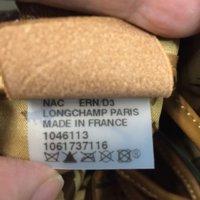 NAC ERN/D3
LONGCHAMP PARIS
MADE IN FRANCE
1046113
1061737116